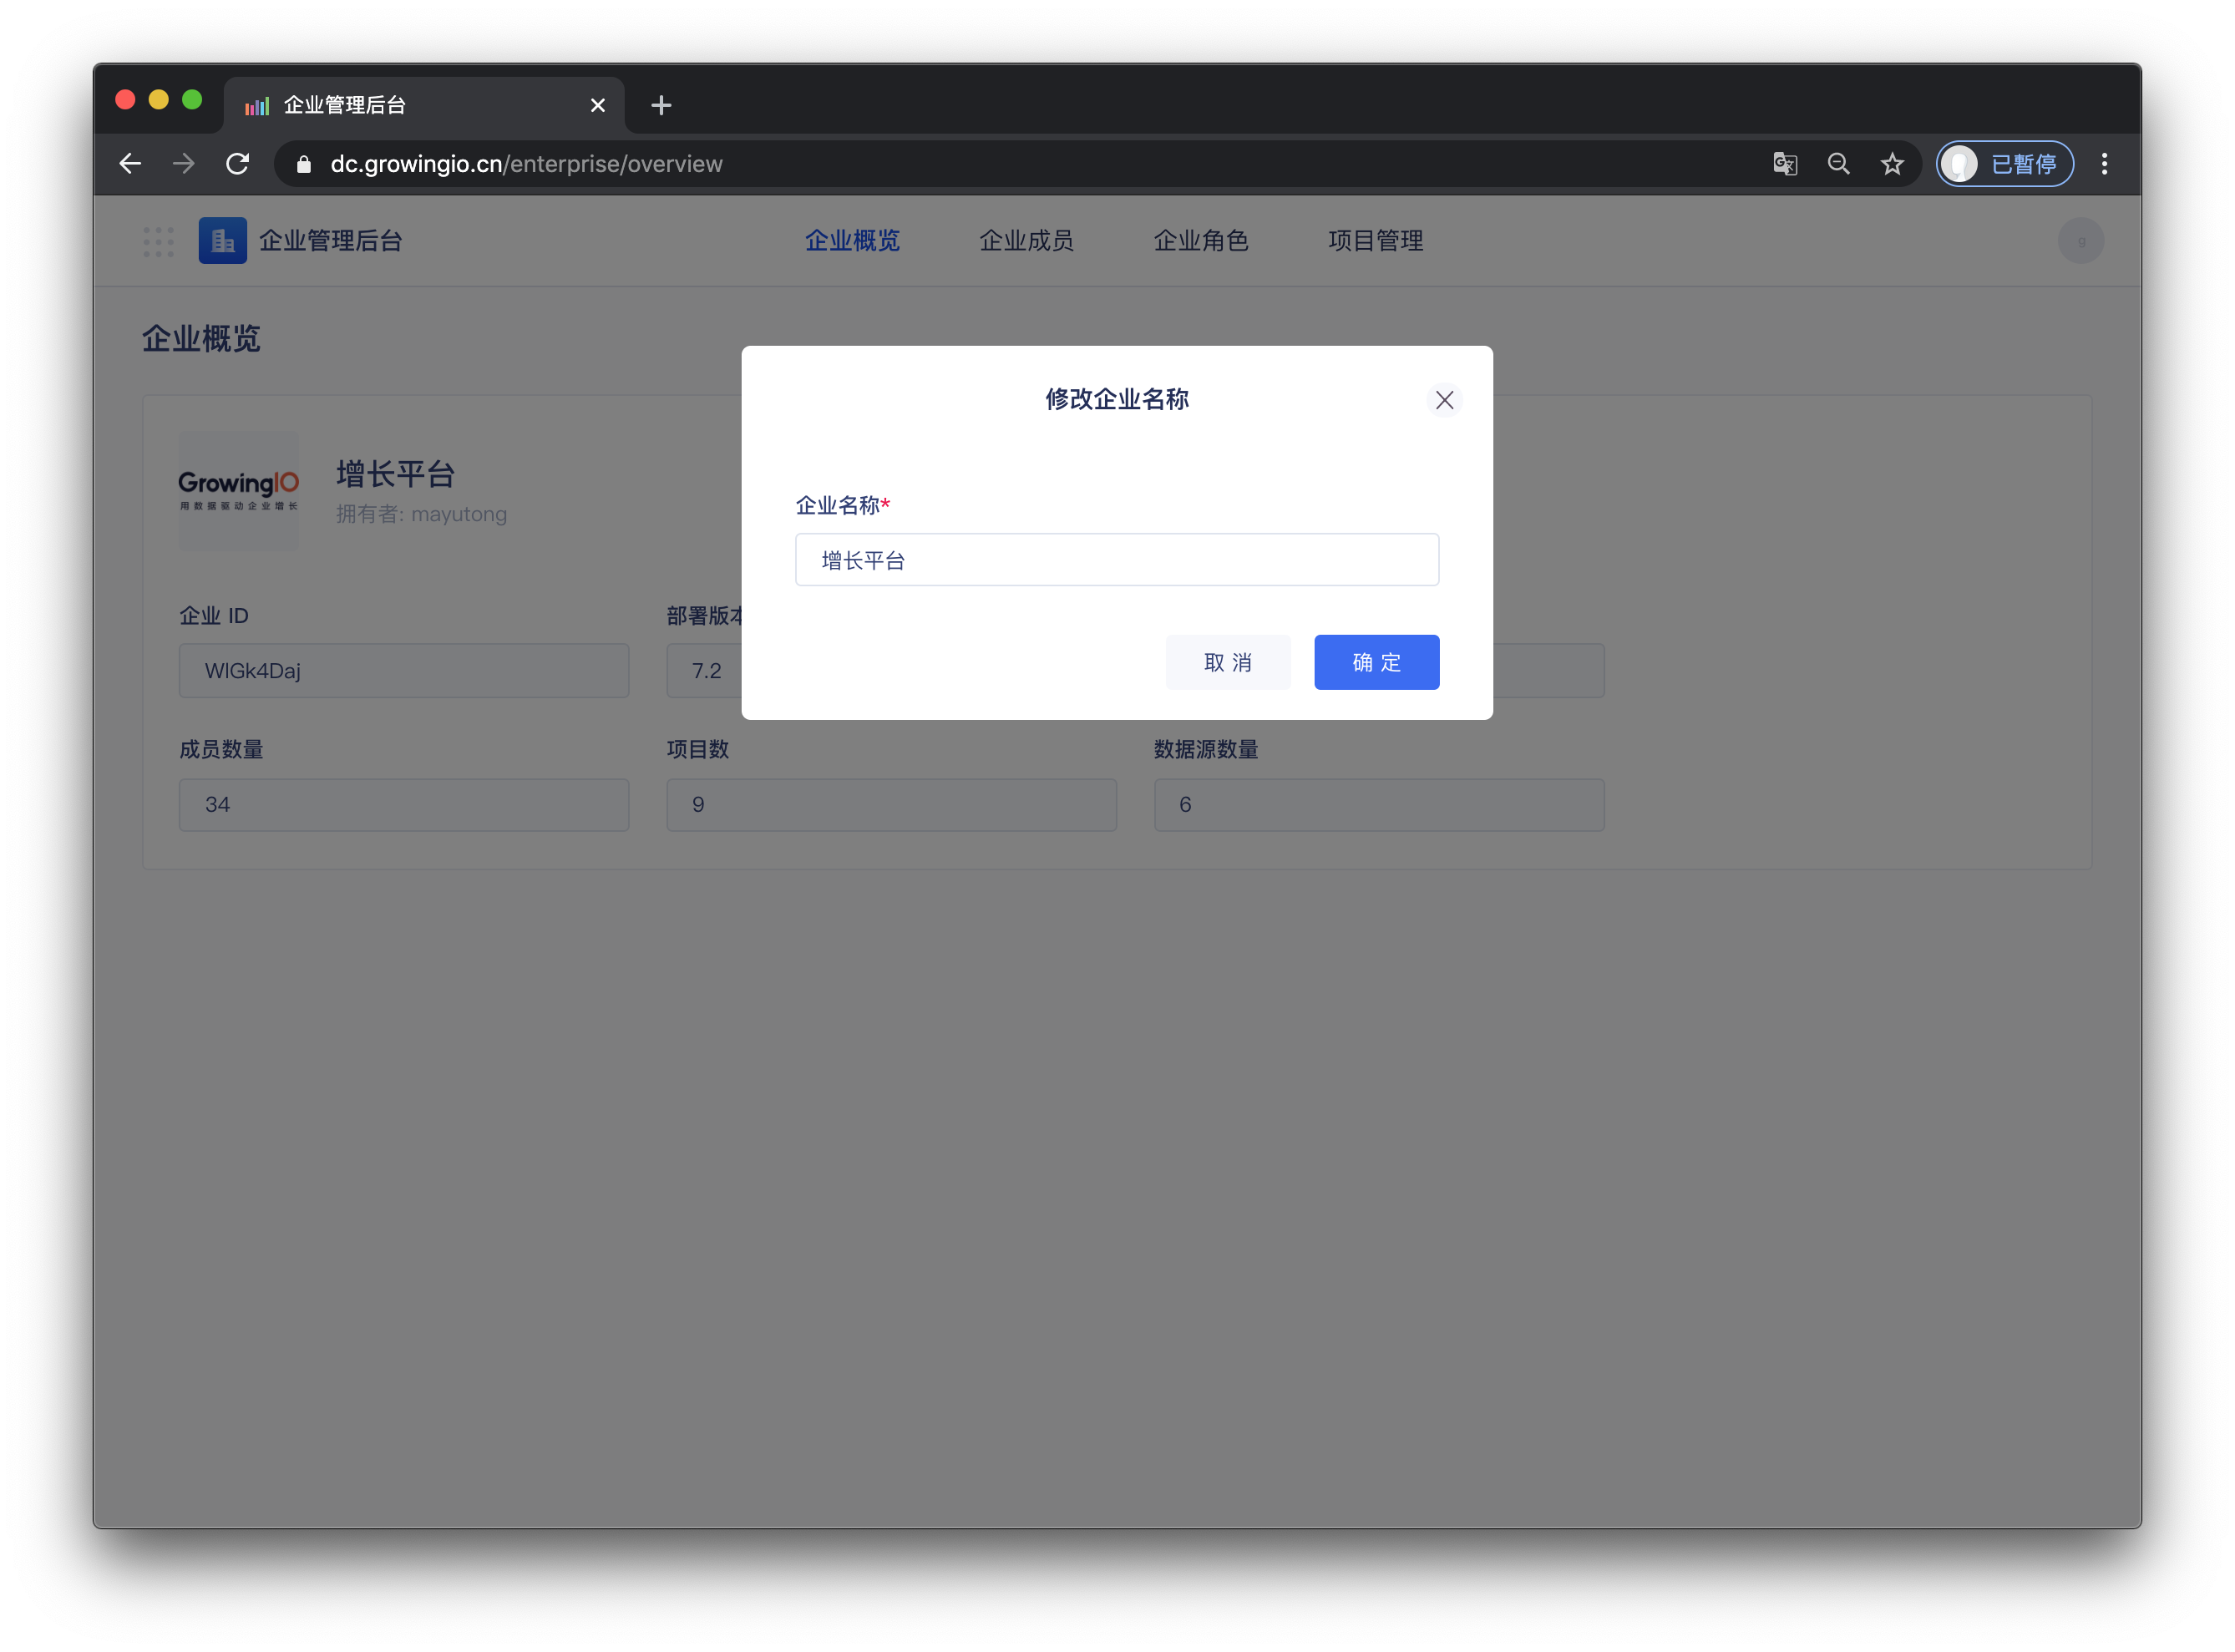 企业管理后台
dc.growingio.cn/enterprise/overview
已暂停
企业管理后台
企业概览
企业成员
企业角色
项目管理
g
企业概览
GrowingIO
用数据驱动企业增长
增长平台
拥有者: mayutong
修改企业名称
企业名称*
增长平台
取 消
确 定
企业 ID
部署版本
WlGk4Daj
7.2
成员数量
项目数
数据源数量
34
9
6